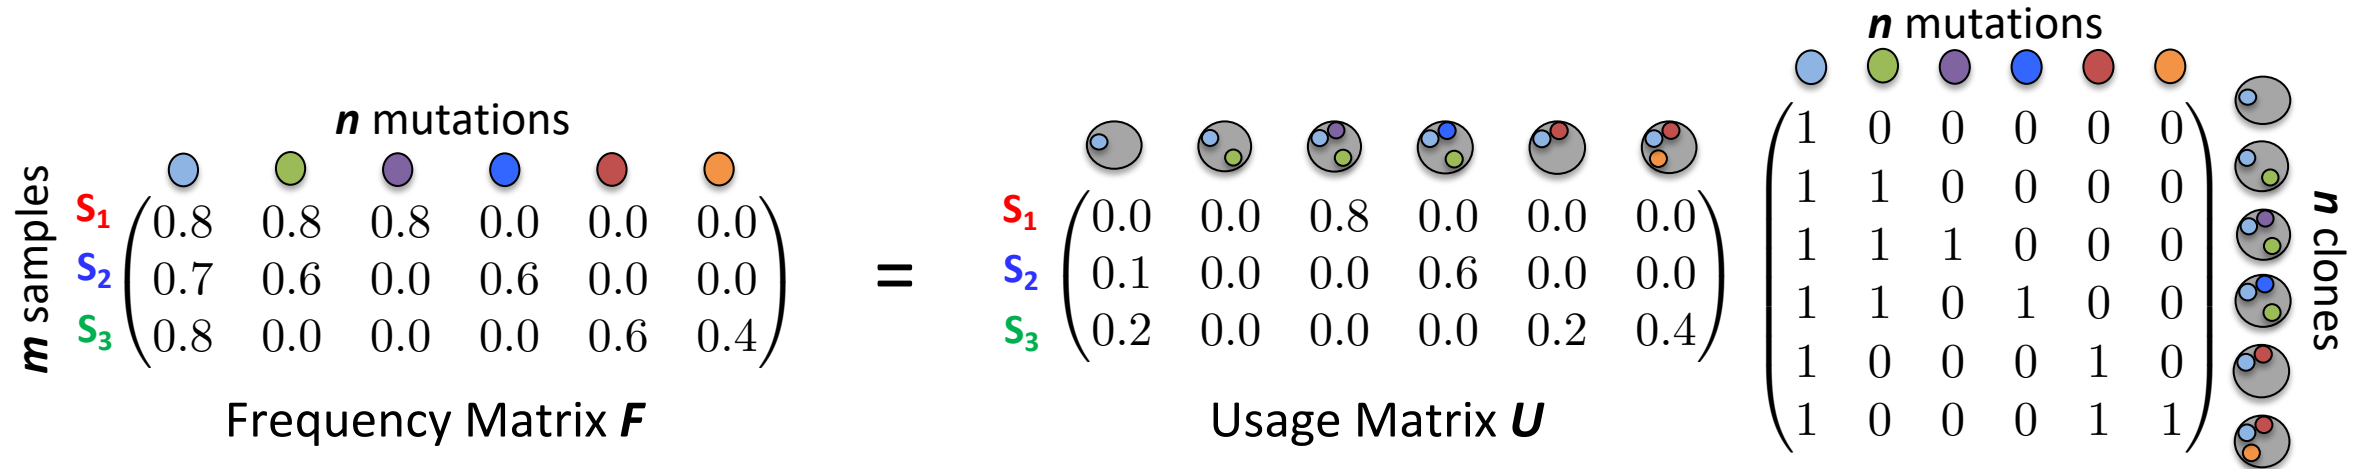 n mutations
m samples
S1 0.8 0.8 0.8 0.0 0.0 0.0
S2 0.7 0.6 0.0 0.6 0.0 0.0
S3 0.8 0.0 0.0 0.0 0.6 0.4
Frequency Matrix F
=
S1 0.0 0.0 0.8 0.0 0.0 0.0
S2 0.1 0.0 0.0 0.6 0.0 0.0
S3 0.2 0.0 0.0 0.0 0.2 0.4
Usage Matrix U
n mutations
1 0 0 0 0 0
1 1 0 0 0 0
1 1 1 0 0 0
1 1 0 1 0 0
1 0 0 0 1 0
1 0 0 0 1 1
n clones